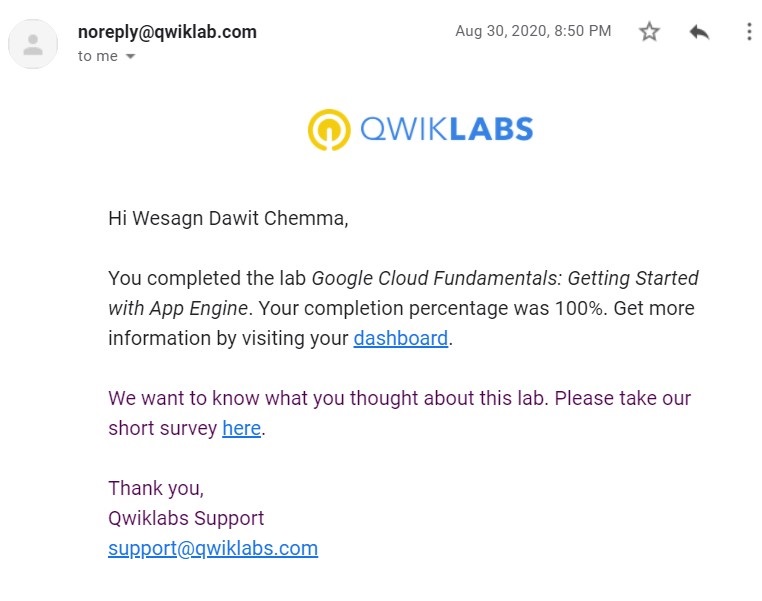 noreply@qwiklab.com
Aug 30, 2020, 8:50 PM
to me
QWIKLABS
Hi Wesagn Dawit Chemma,
You completed the lab Google Cloud Fundamentals: Getting Started
with App Engine. Your completion percentage was 100%. Get more
information by visiting your dashboard.
We want to know what you thought about this lab. Please take our
short survey here.
Thank you,
Qwiklabs Support
support@qwiklabs.com